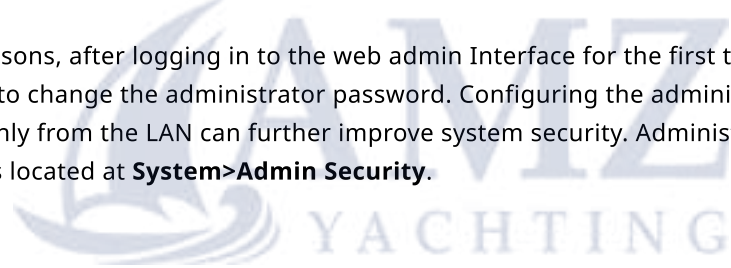 sons, after logging in to the web admin Interface for the first t
to change the administrator password. Configuring the admini
nly from the LAN can further improve system security. Adminis
s located at System>Admin Security.
AMZ
YACHTING